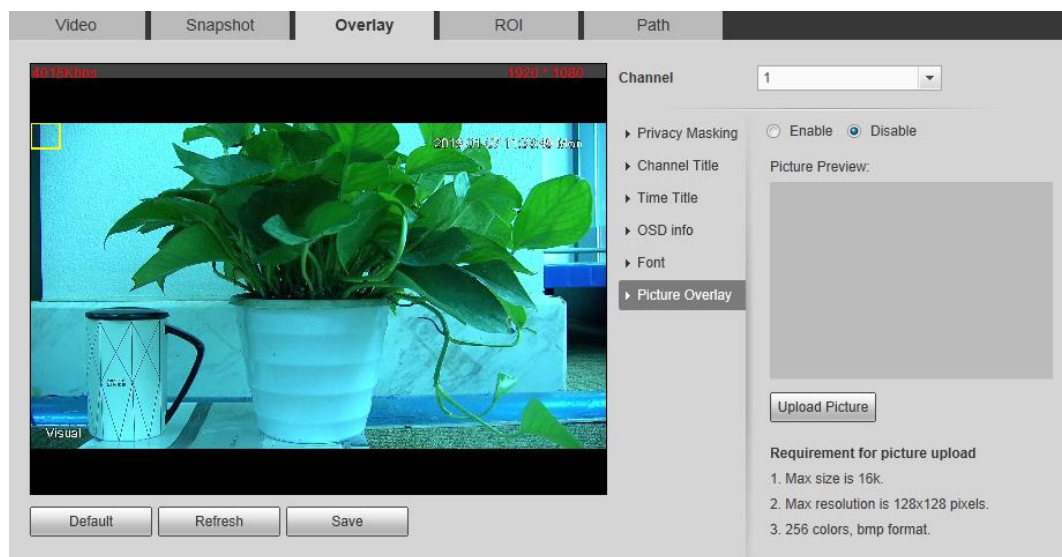 Video Snapshot Overlay ROI Path
4015Kbps 1920 * 1080
Channel 1
Privacy Masking
Channel Title
Time Title
OSD info
Font
Picture Overlay
Enable Disable
Picture Preview:
Upload Picture
Requirement for picture upload
1. Max size is 16k.
2. Max resolution is 128x128 pixels.
3. 256 colors, bmp format.
Visual
Default Refresh Save